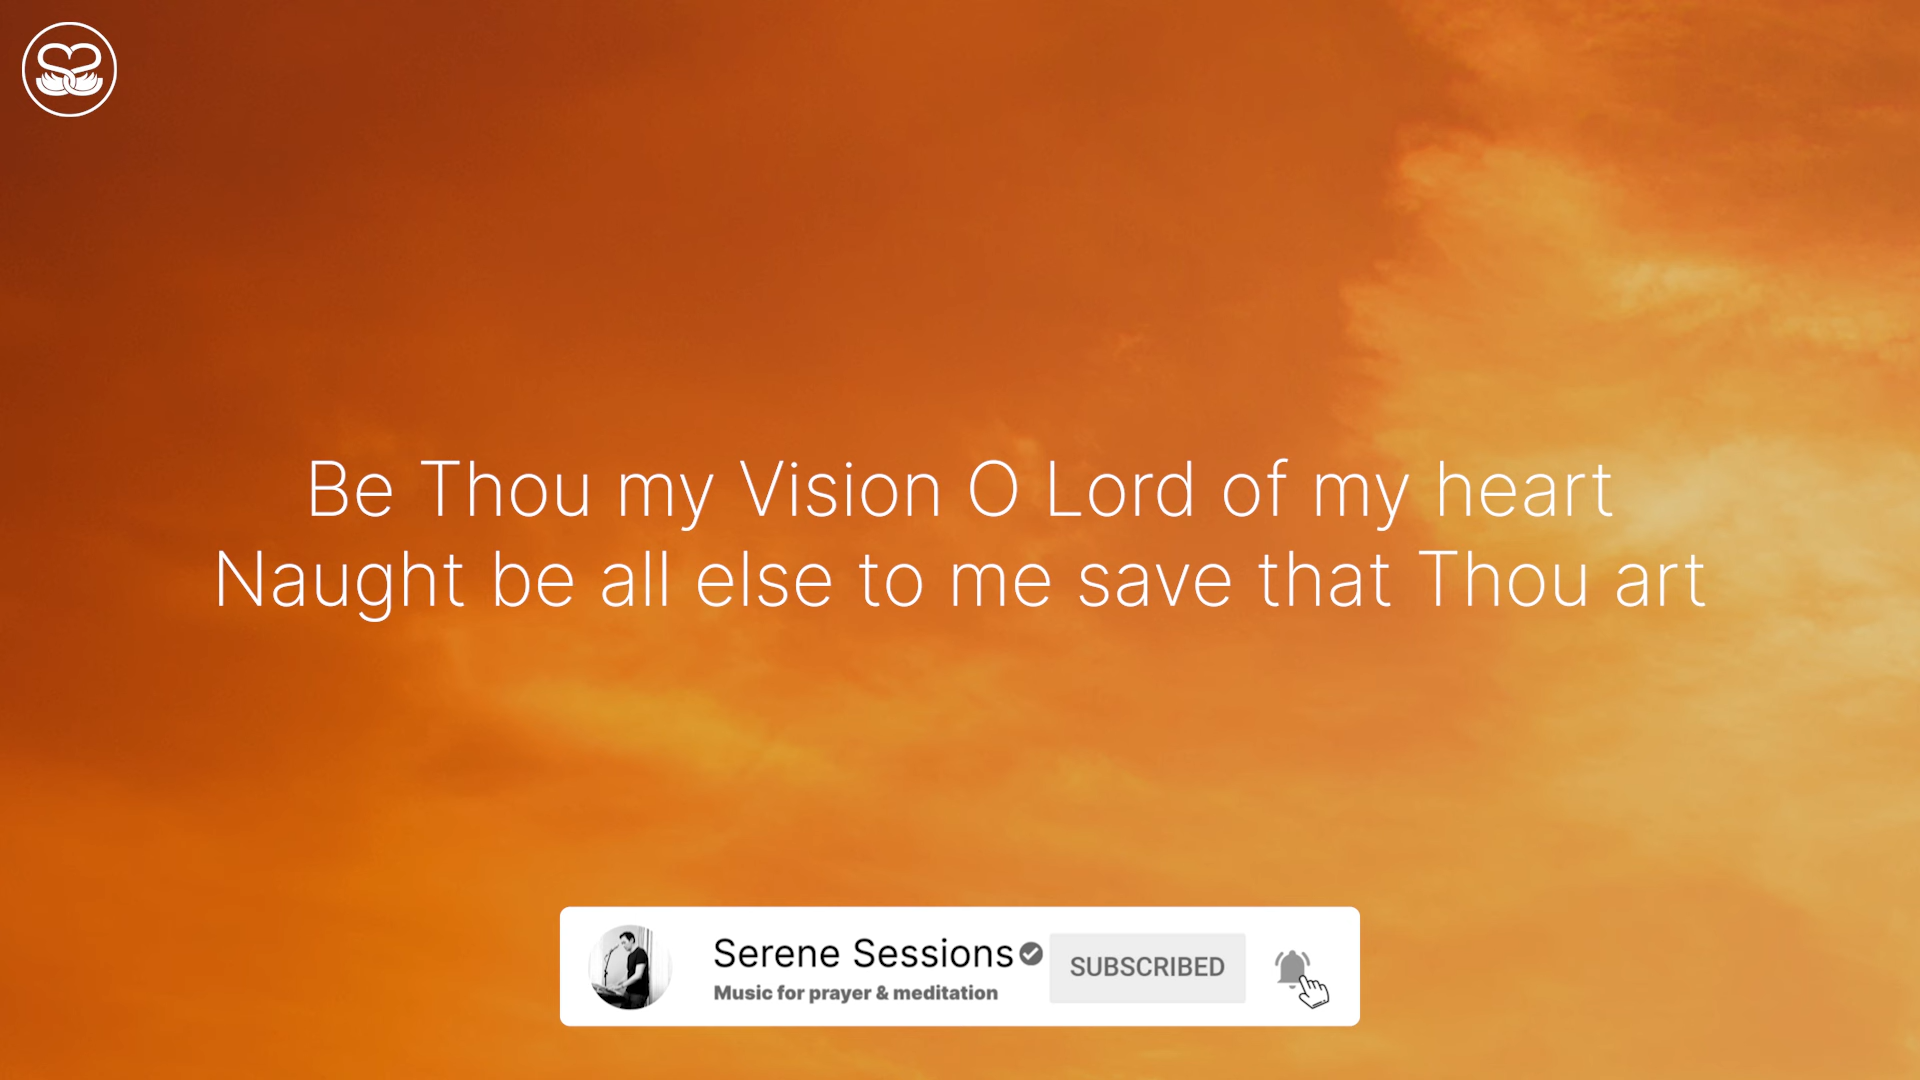 Be Thou my Vision O Lord of my heart
Naught be all else to me save that Thou art
Serene Sessions
SUBSCRIBED
Music for prayer & meditation